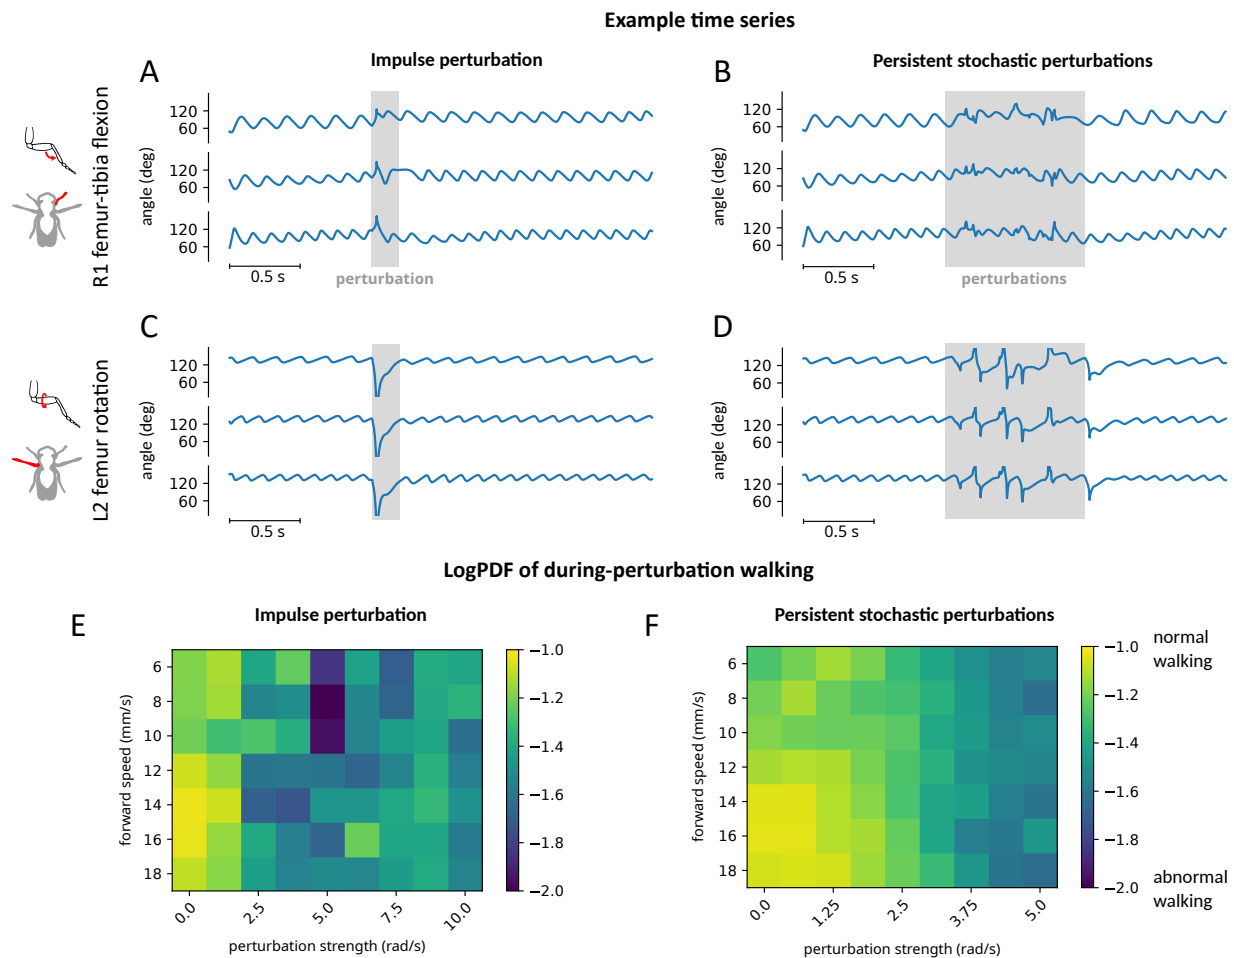 Example time series
A
Impulse perturbation
B
Persistent stochastic perturbations
R1 femur-tibia flexion
angle (deg)
120
60
120
60
120
60
0.5 s
perturbation
angle (deg)
120
60
120
60
120
60
0.5 s
perturbations
C
D
L2 femur rotation
angle (deg)
120
60
120
60
120
60
0.5 s
angle (deg)
120
60
120
60
120
60
0.5 s
LogPDF of during-perturbation walking
E
Impulse perturbation
forward speed (mm/s)
6
8
10
12
14
16
18
0.0
2.5
5.0
7.5
10.0
perturbation strength (rad/s)
−1.0
−1.2
−1.4
−1.6
−1.8
−2.0
F
Persistent stochastic perturbations
forward speed (mm/s)
6
8
10
12
14
16
18
0.0
1.25
2.5
3.75
5.0
perturbation strength (rad/s)
−1.0
−1.2
−1.4
−1.6
−1.8
−2.0
normal
walking
abnormal
walking